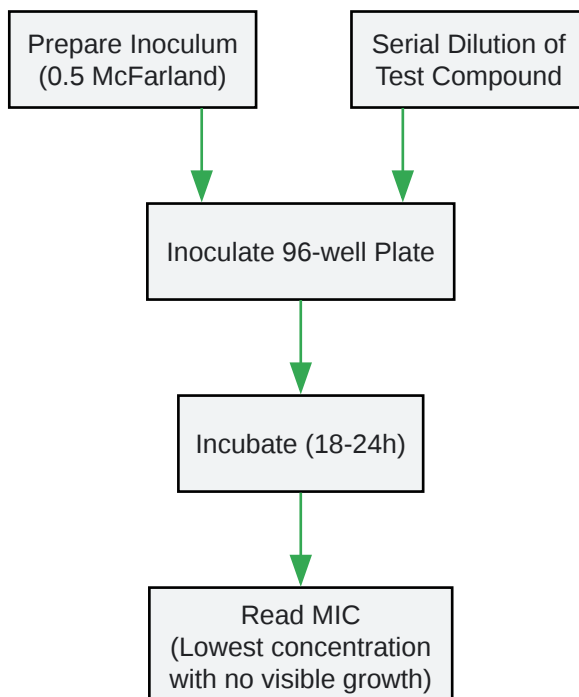 Prepare Inoculum
(0.5 McFarland)
Serial Dilution of
Test Compound
Inoculate 96-well Plate
Incubate (18-24h)
Read MIC
(Lowest concentration
with no visible growth)